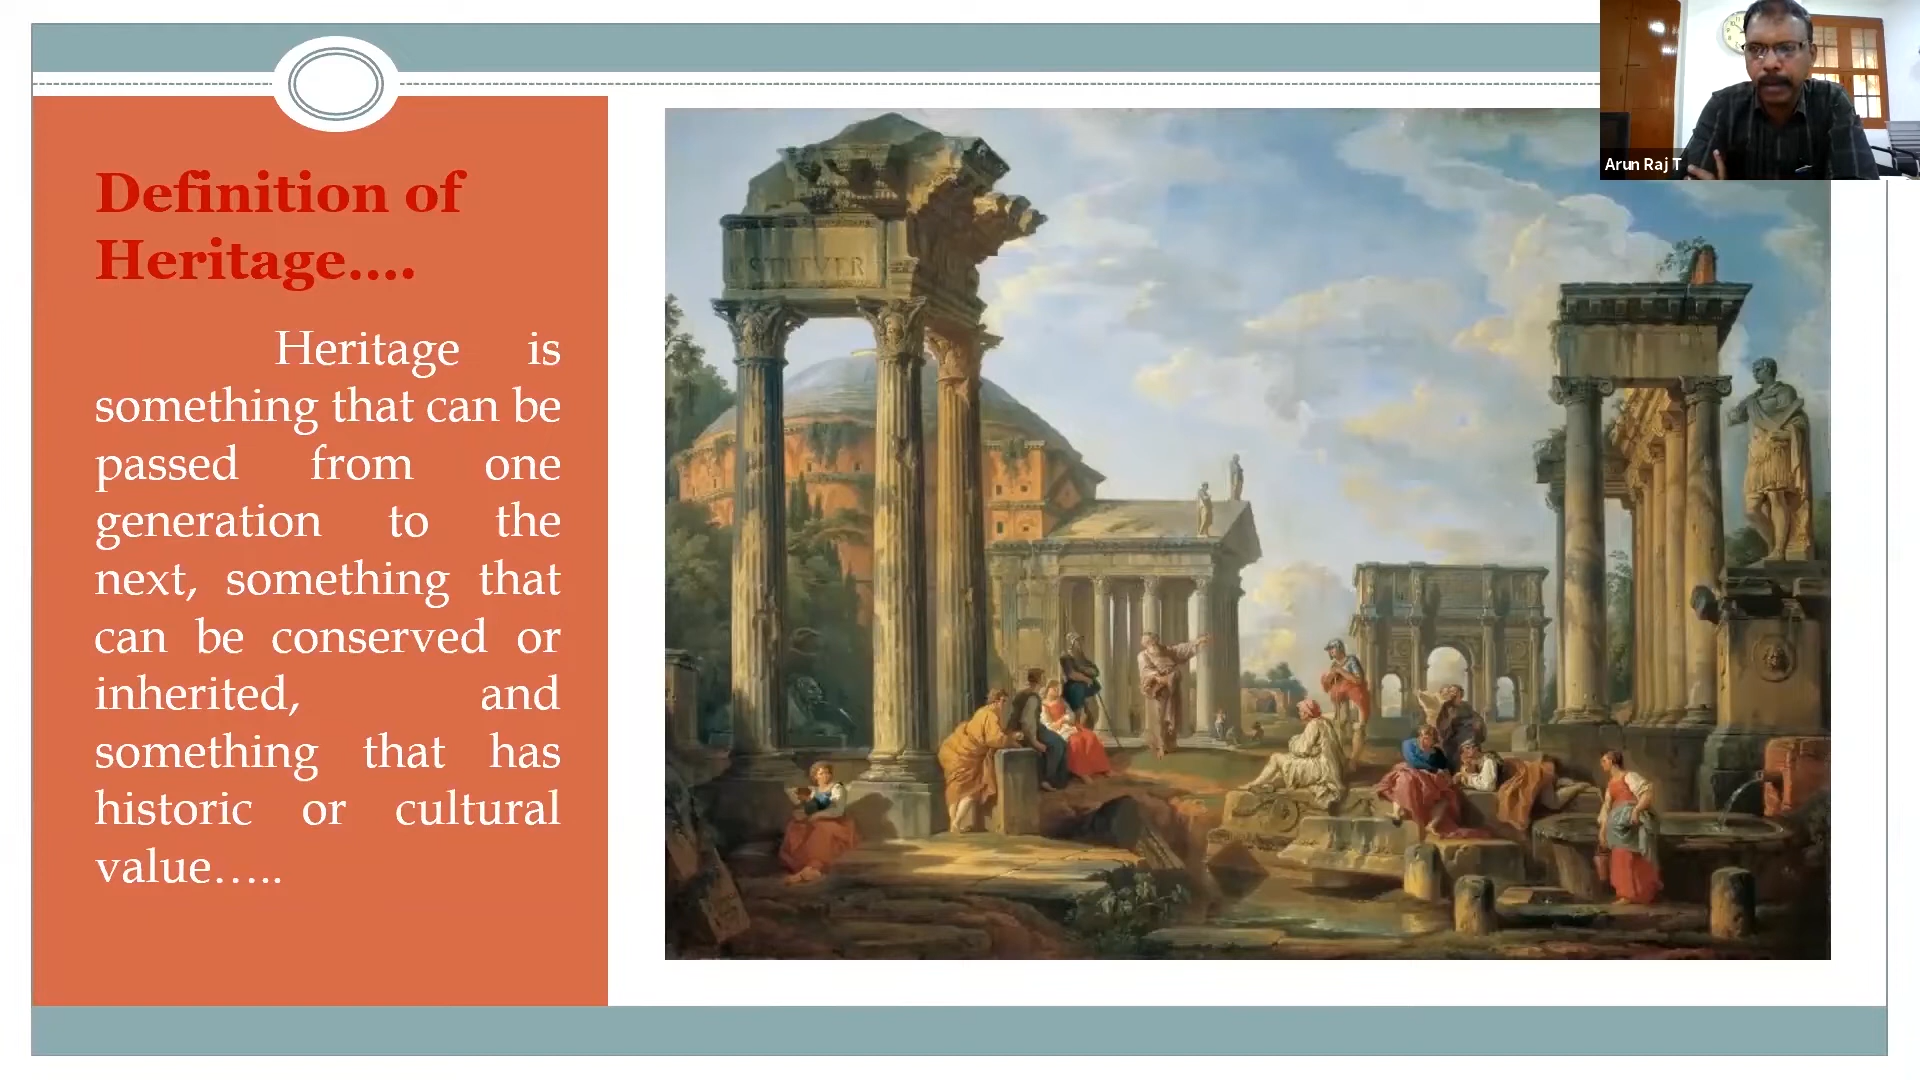 Definition of
Heritage....
Heritage is
something that can be
passed from one
generation to the
next, something that
can be conserved or
inherited, and
something that has
historic or cultural
value.....
Arun Raj T